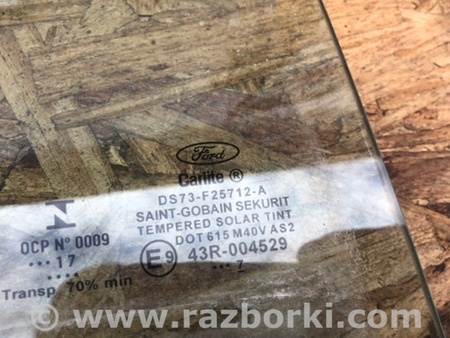 Ford
Carlite ®
DS73-F25712-A
SAINT-GOBAIN SEKURIT
TEMPERED SOLAR TINT
DOT 615 M40V AS2
E9 43R-004529
...7
N
OCP Nº 0009
...17
Transp 70% min
www.razborki.com